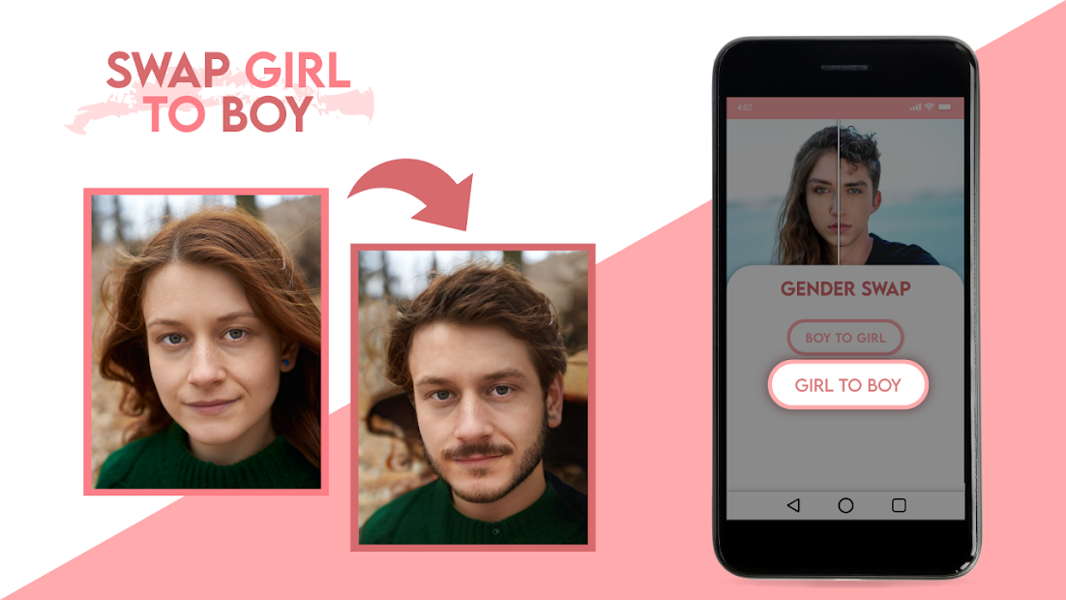 SWAP GIRL
TO BOY
4:02
GENDER SWAP
BOY TO GIRL
GIRL TO BOY